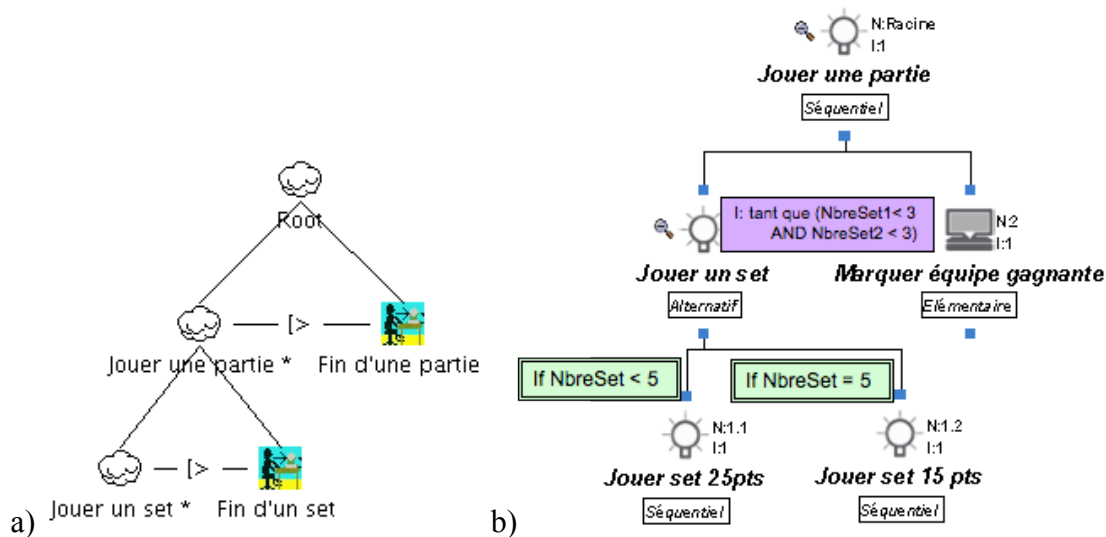 N:Racine
I:1
Jouer une partie
Séquentiel
Root
I: tant que (NbreSet1< 3
AND NbreSet2 < 3)
N:2
I:1
Jouer un set
Marquer équipe gagnante
Alternatif
Elémentaire
[>
Jouer une partie *
Fin d'une partie
If NbreSet < 5
If NbreSet = 5
N:1.1
I:1
N:1.2
I:1
[>
Jouer set 25pts
Jouer set 15 pts
Jouer un set *
Fin d'un set
Séquentiel
Séquentiel
a)
b)